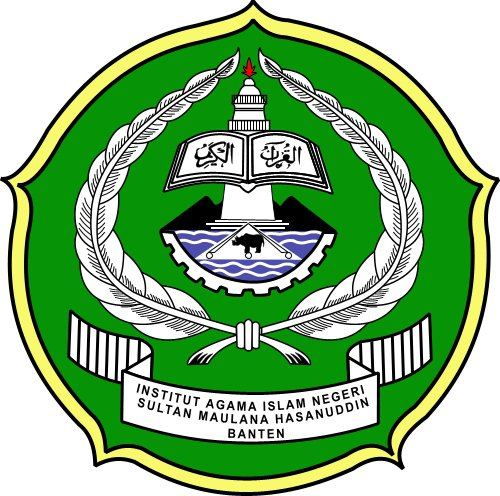 القرآن الكريم
INSTITUT AGAMA ISLAM NEGERI
SULTAN MAULANA HASANUDDIN
BANTEN